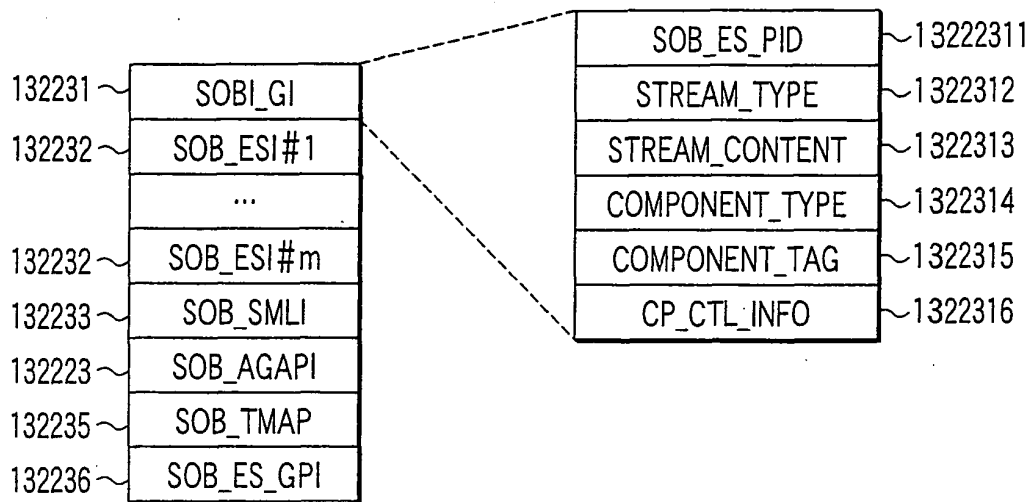 132231 SOBI_GI
132232 SOB_ESI#1
...
132232 SOB_ESI#m
132233 SOB_SMLI
132223 SOB_AGAPI
132235 SOB_TMAP
132236 SOB_ES_GPI
SOB_ES_PID 13222311
STREAM_TYPE 1322312
STREAM_CONTENT 1322313
COMPONENT_TYPE 1322314
COMPONENT_TAG 1322315
CP_CTL_INFO 1322316